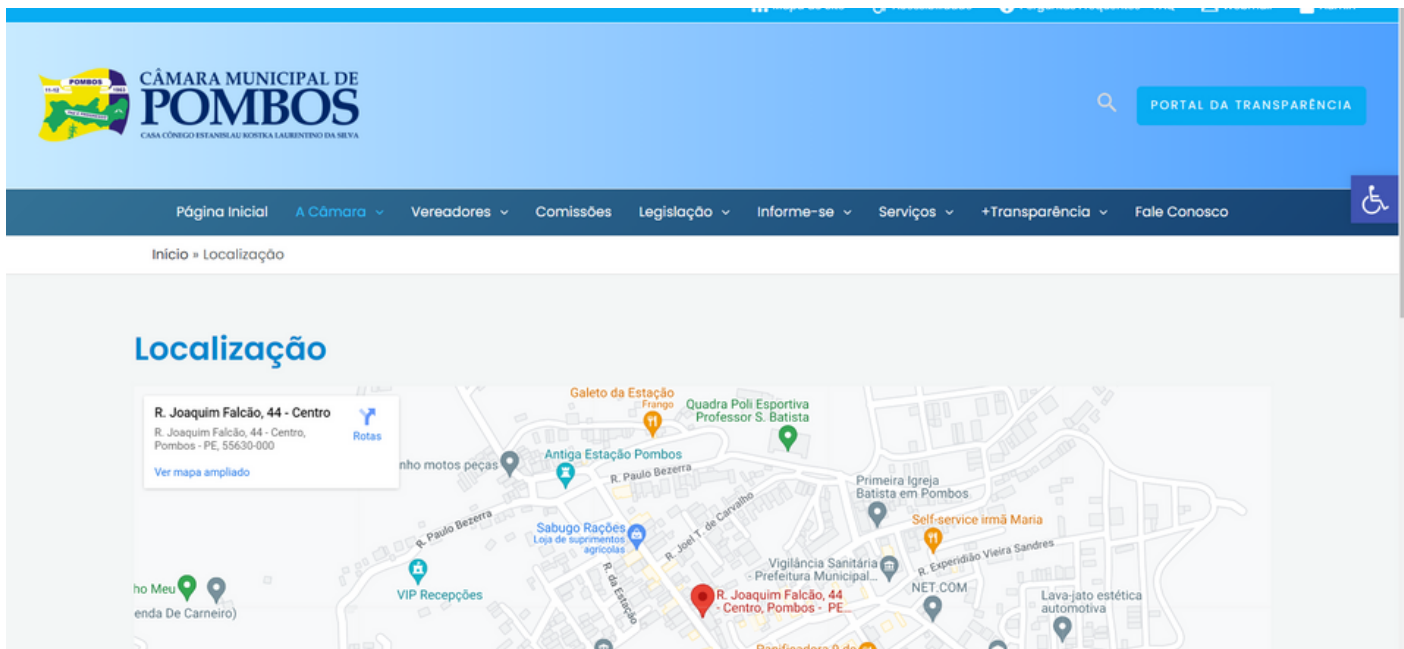 CÂMARA MUNICIPAL DE
POMBOS
CASA CÔNEGO ESTANISLAU KOSTKA LAURENTINO DA SILVA
POMBOS
PORTAL DA TRANSPARÊNCIA
Página Inicial A Câmara Vereadores Comissões Legislação Informe-se Serviços +Transparência Fale Conosco
Início » Localização
Localização
R. Joaquim Falcão, 44 - Centro
R. Joaquim Falcão, 44 - Centro,
Pombos - PE, 55630-000
Rotas
Ver mapa ampliado
Galeto da Estação
Frango
Quadra Poli Esportiva
Professor S. Batista
nho motos peças
Antiga Estação Pombos
R. Paulo Bezerra
Primeira Igreja
Batista em Pombos
R. Paulo Bezerra
Sabugo Rações
Loja de suprimentos
agrícolas
R. Joel T. de Carvalho
Self-service irmã Maria
R. Experidião Vieira Sandres
Vigilância Sanitária
- Prefeitura Municipal...
R. da Estação
ho Meu
enda De Carneiro)
VIP Recepções
R. Joaquim Falcão, 44
- Centro, Pombos - PE...
NET.COM
Lava-jato estética
automotiva